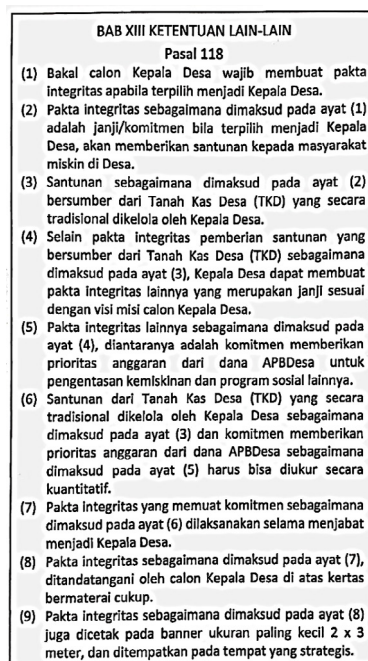 BAB XIII KETENTUAN LAIN-LAIN
Pasal 118
(1) Bakal calon Kepala Desa wajib membuat pakta
integritas apabila terpilih menjadi Kepala Desa.
(2) Pakta integritas sebagaimana dimaksud pada ayat (1)
adalah janji/komitmen bila terpilih menjadi Kepala
Desa, akan memberikan santunan kepada masyarakat
miskin di Desa.
(3) Santunan sebagaimana dimaksud pada ayat (2)
bersumber dari Tanah Kas Desa (TKD) yang secara
tradisional dikelola oleh Kepala Desa.
(4) Selain pakta integritas pemberian santunan yang
bersumber dari Tanah Kas Desa (TKD) sebagaimana
dimaksud pada ayat (3), Kepala Desa dapat membuat
pakta integritas lainnya yang merupakan janji sesuai
dengan visi misi calon Kepala Desa.
(5) Pakta integritas lainnya sebagaimana dimaksud pada
ayat (4), diantaranya adalah komitmen memberikan
prioritas anggaran dari dana APBDesa untuk
pengentasan kemiskinan dan program sosial lainnya.
(6) Santunan dari Tanah Kas Desa (TKD) yang secara
tradisional dikelola oleh Kepala Desa sebagaimana
dimaksud pada ayat (3) dan komitmen memberikan
prioritas anggaran dari dana APBDesa sebagaimana
dimaksud pada ayat (5) harus bisa diukur secara
kuantitatif.
(7) Pakta integritas yang memuat komitmen sebagaimana
dimaksud pada ayat (6) dilaksanakan selama menjabat
menjadi Kepala Desa.
(8) Pakta integritas sebagaimana dimaksud pada ayat (7),
ditandatangani oleh calon Kepala Desa di atas kertas
bermaterai cukup.
(9) Pakta integritas sebagaimana dimaksud pada ayat (8)
juga dicetak pada banner ukuran paling kecil 2 x 3
meter, dan ditempatkan pada tempat yang strategis.